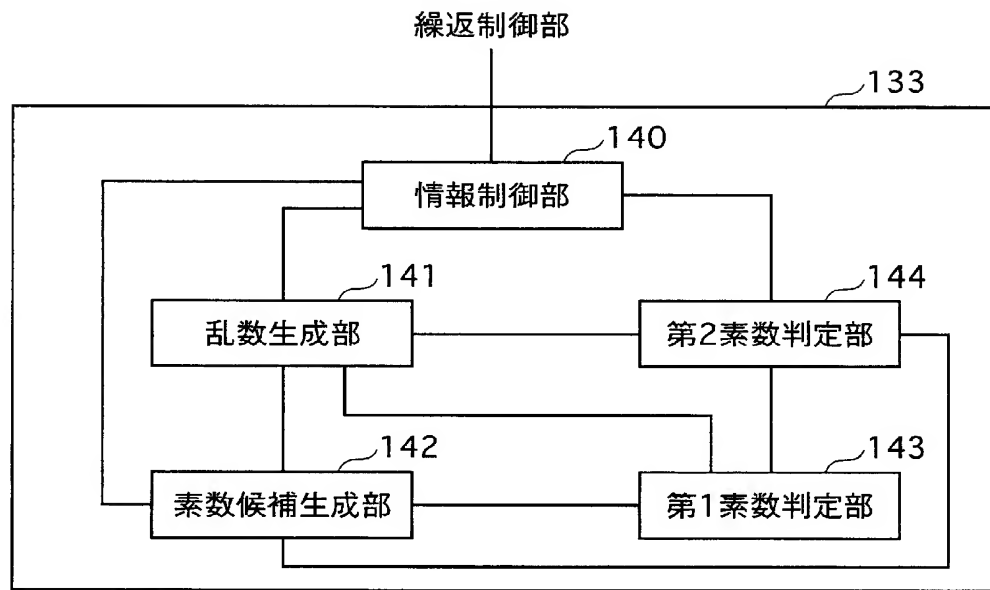 繰返制御部
133
140
情報制御部
141
144
乱数生成部
第2素数判定部
142
143
素数候補生成部
第1素数判定部